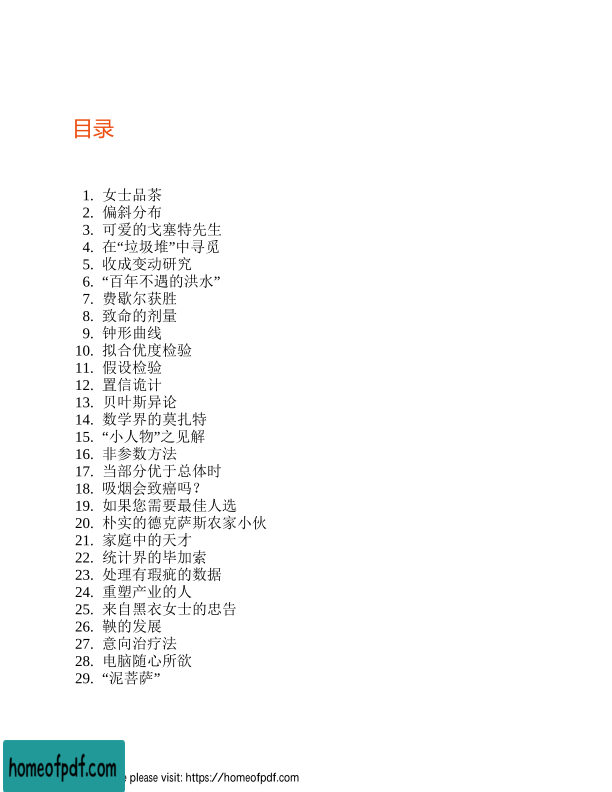 目录
1. 女士品茶
2. 偏斜分布
3. 可爱的戈塞特先生
4. 在“垃圾堆”中寻觅
5. 收成变动研究
6. “百年不遇的洪水”
7. 费歇尔获胜
8. 致命的剂量
9. 钟形曲线
10. 拟合优度检验
11. 假设检验
12. 置信诡计
13. 贝叶斯异论
14. 数学界的莫扎特
15. “小人物”之见解
16. 非参数方法
17. 当部分优于总体时
18. 吸烟会致癌吗？
19. 如果您需要最佳人选
20. 朴实的德克萨斯农家小伙
21. 家庭中的天才
22. 统计界的毕加索
23. 处理有瑕疵的数据
24. 重塑产业的人
25. 来自黑衣女士的忠告
26. 鞅的发展
27. 意向治疗法
28. 电脑随心所欲
29. “泥菩萨”
homeofpdf.com
please visit: https://homeofpdf.com